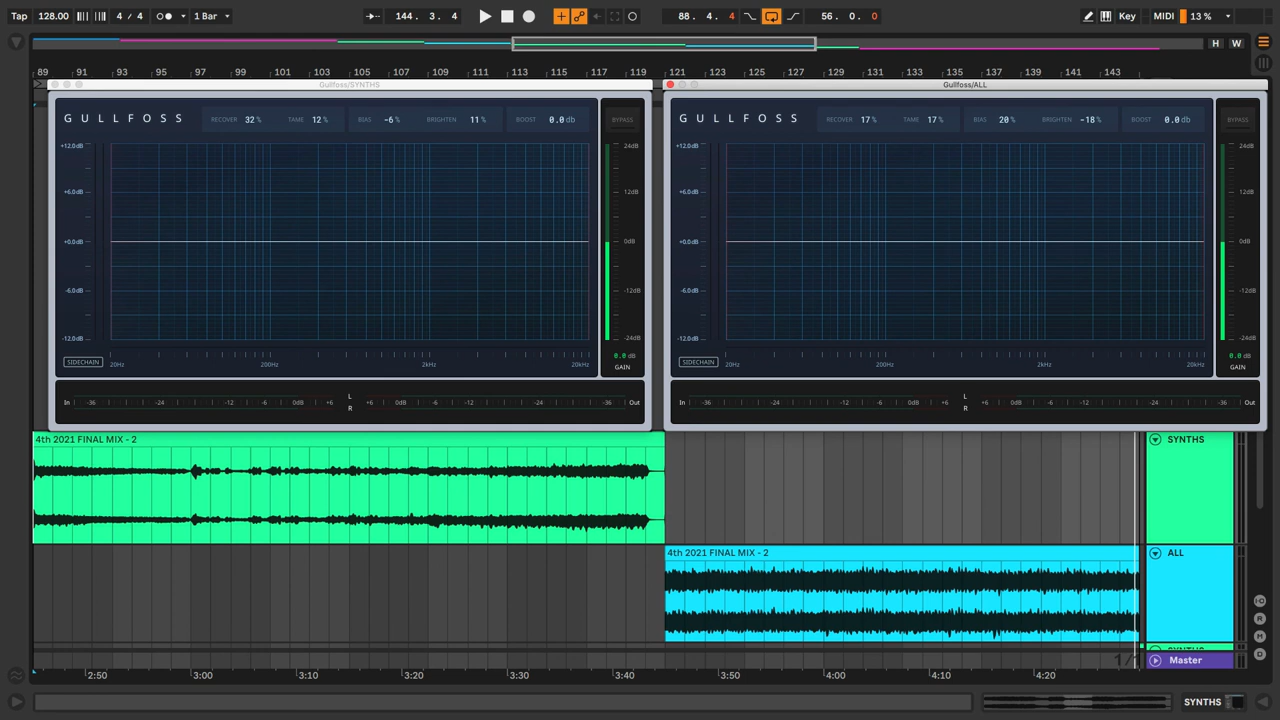 Tap 128.00 4 / 4 1 Bar 144. 3. 4 88. 4. 4 56. 0. 0 Key MIDI 13 %
H W
89 91 93 95 97 99 101 103 105 107 109 111 113 115 117 119 121 123 125 127 129 131 133 135 137 139 141 143
Gullfoss/SYNTHS
GULLFOSS RECOVER 32 % TAME 12 % BIAS -6 % BRIGHTEN 11 % BOOST 0.0 db BYPASS
+12.0dB
+6.0dB
+0.0dB
-6.0dB
-12.0dB
24dB
12dB
0dB
-12dB
-24dB
0.0 dB
GAIN
SIDECHAIN 20Hz 200Hz 2kHz 20kHz
In -36 -24 -12 0dB +6 L +6 0dB -12 -24 -36 Out
R
Gullfoss/ALL
GULLFOSS RECOVER 17 % TAME 17 % BIAS 20 % BRIGHTEN -18 % BOOST 0.0 db BYPASS
+12.0dB
+6.0dB
+0.0dB
-6.0dB
-12.0dB
24dB
12dB
0dB
-12dB
-24dB
0.0 dB
GAIN
SIDECHAIN 20Hz 200Hz 2kHz 20kHz
In -36 -24 -12 0dB +6 L +6 0dB -12 -24 -36 Out
R
4th 2021 FINAL MIX - 2 SYNTHS
4th 2021 FINAL MIX - 2 ALL
Master
2:50 3:00 3:10 3:20 3:30 3:40 3:50 4:00 4:10 4:20
SYNTHS